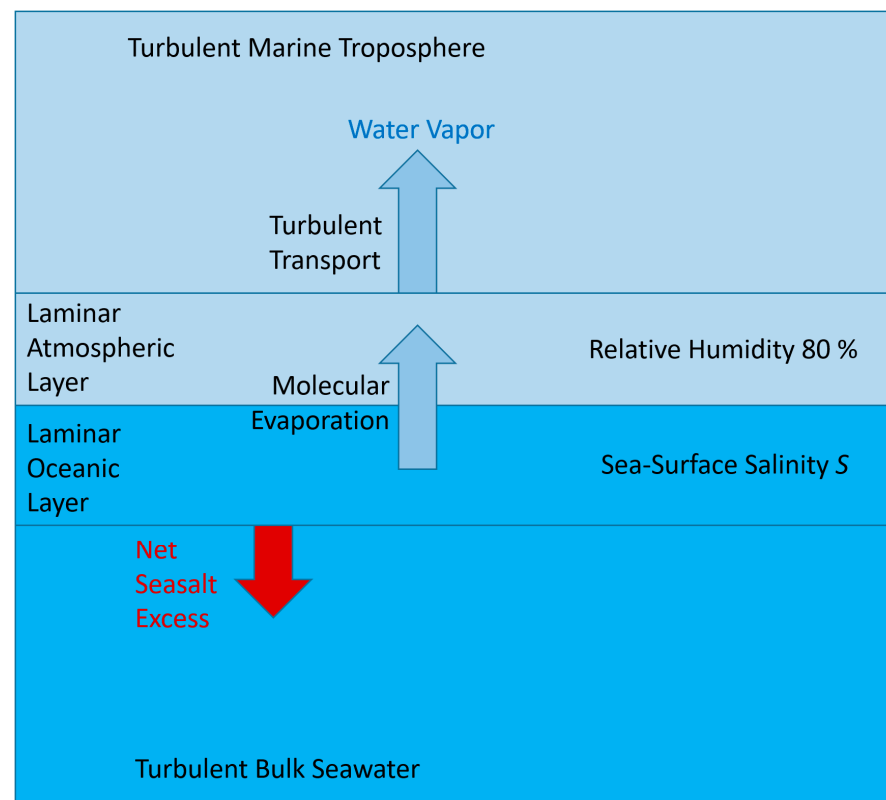 Turbulent Marine Troposphere
Water Vapor
Turbulent
Transport
Laminar
Atmospheric
Layer
Relative Humidity 80 %
Molecular
Evaporation
Laminar
Oceanic
Layer
Sea-Surface Salinity S
Net
Seasalt
Excess
Turbulent Bulk Seawater